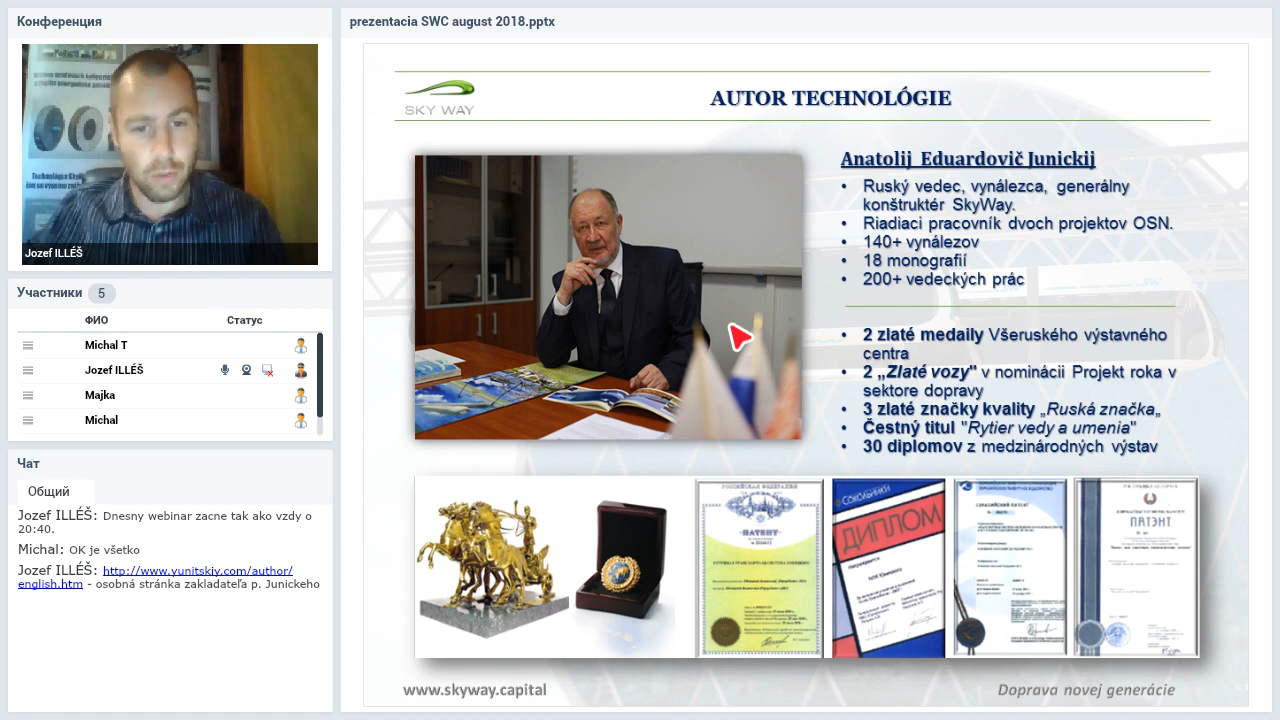 Конференция
Jozef ILLÉŠ
Участники 5
ФИО Статус
Michal T
Jozef ILLÉŠ
Majka
Michal
Чат
Общий
Jozef ILLÉŠ: Dnesny webinar zacne tak ako vzdy
20:40.
Michal: OK je všetko
Jozef ILLÉŠ: http://www.yunitskiy.com/author/
english.htm - osobná stránka zakladateľa p. Junickeho
prezentacia SWC august 2018.pptx
SKY WAY
AUTOR TECHNOLÓGIE
Anatolij Eduardovič Junickij
• Ruský vedec, vynálezca, generálny
konštruktér SkyWay.
• Riadiaci pracovník dvoch projektov OSN.
• 140+ vynálezov
• 18 monografií
• 200+ vedeckých prác
• 2 zlaté medaily Všeruského výstavného
centra
• 2 „Zlaté vozy" v nominácii Projekt roka v
sektore dopravy
• 3 zlaté značky kvality „Ruská značka„
• Čestný titul "Rytier vedy a umenia"
• 30 diplomov z medzinárodných výstav
ПАТЕНТ
СОКОЛЬНИКИ
ДИПЛОМ
ПАТЭНТ
www.skyway.capital
Doprava novej generácie